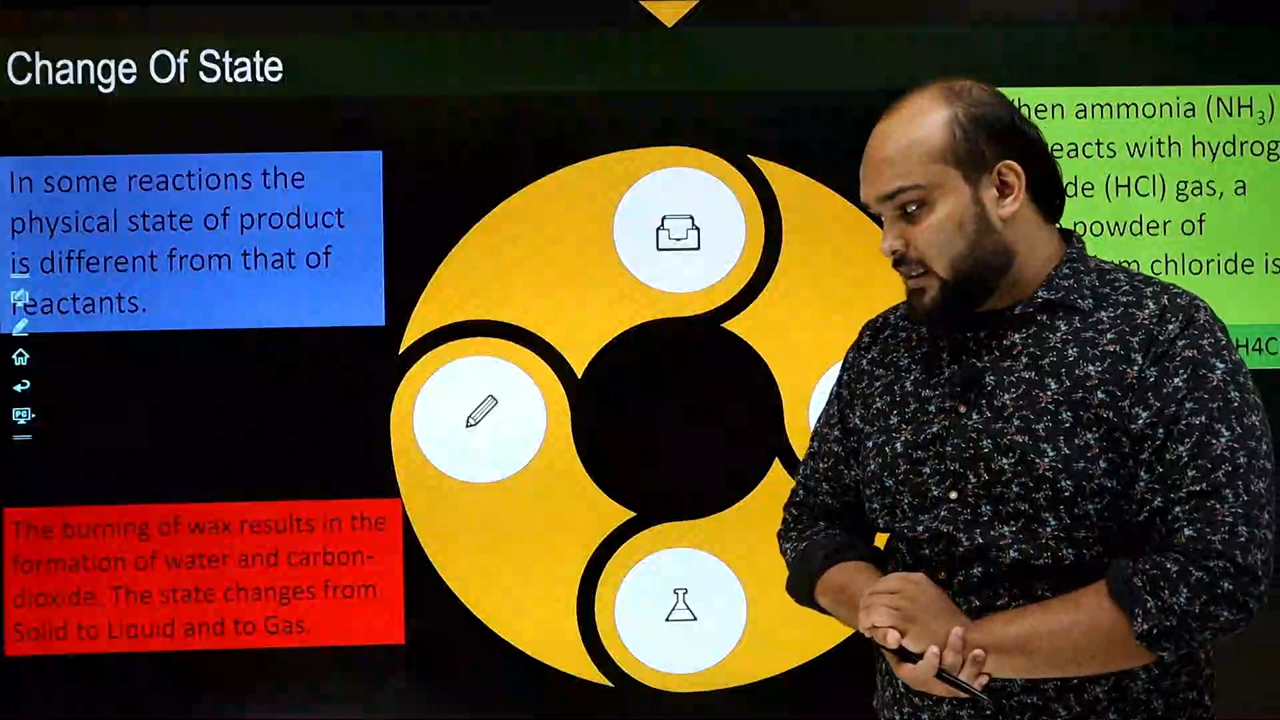 Change Of State
In some reactions the
physical state of product
is different from that of
reactants.
The burning of wax results in the
formation of water and carbon-
dioxide. The state changes from
Solid to Liquid and to Gas.
hen ammonia (NH₃)
eacts with hydrog
de (HCl) gas, a
powder of
m chloride is
H4C
PC